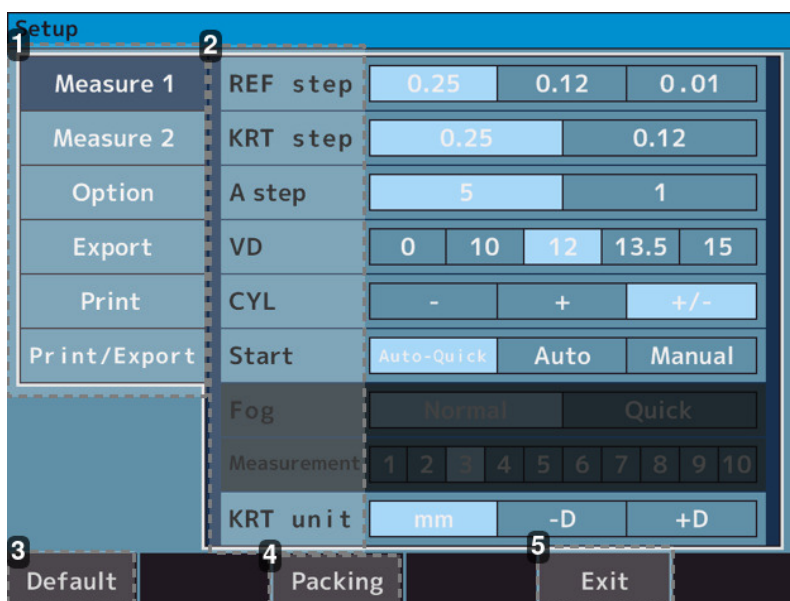 Setup
1
2
Measure 1
Measure 2
Option
Export
Print
Print/Export
REF step 0.25 0.12 0.01
KRT step 0.25 0.12
A step 5 1
VD 0 10 12 13.5 15
CYL - + +/-
Start Auto-Quick Auto Manual
Fog Normal Quick
Measurement 1 2 3 4 5 6 7 8 9 10
KRT unit mm -D +D
3
4
5
Default Packing Exit